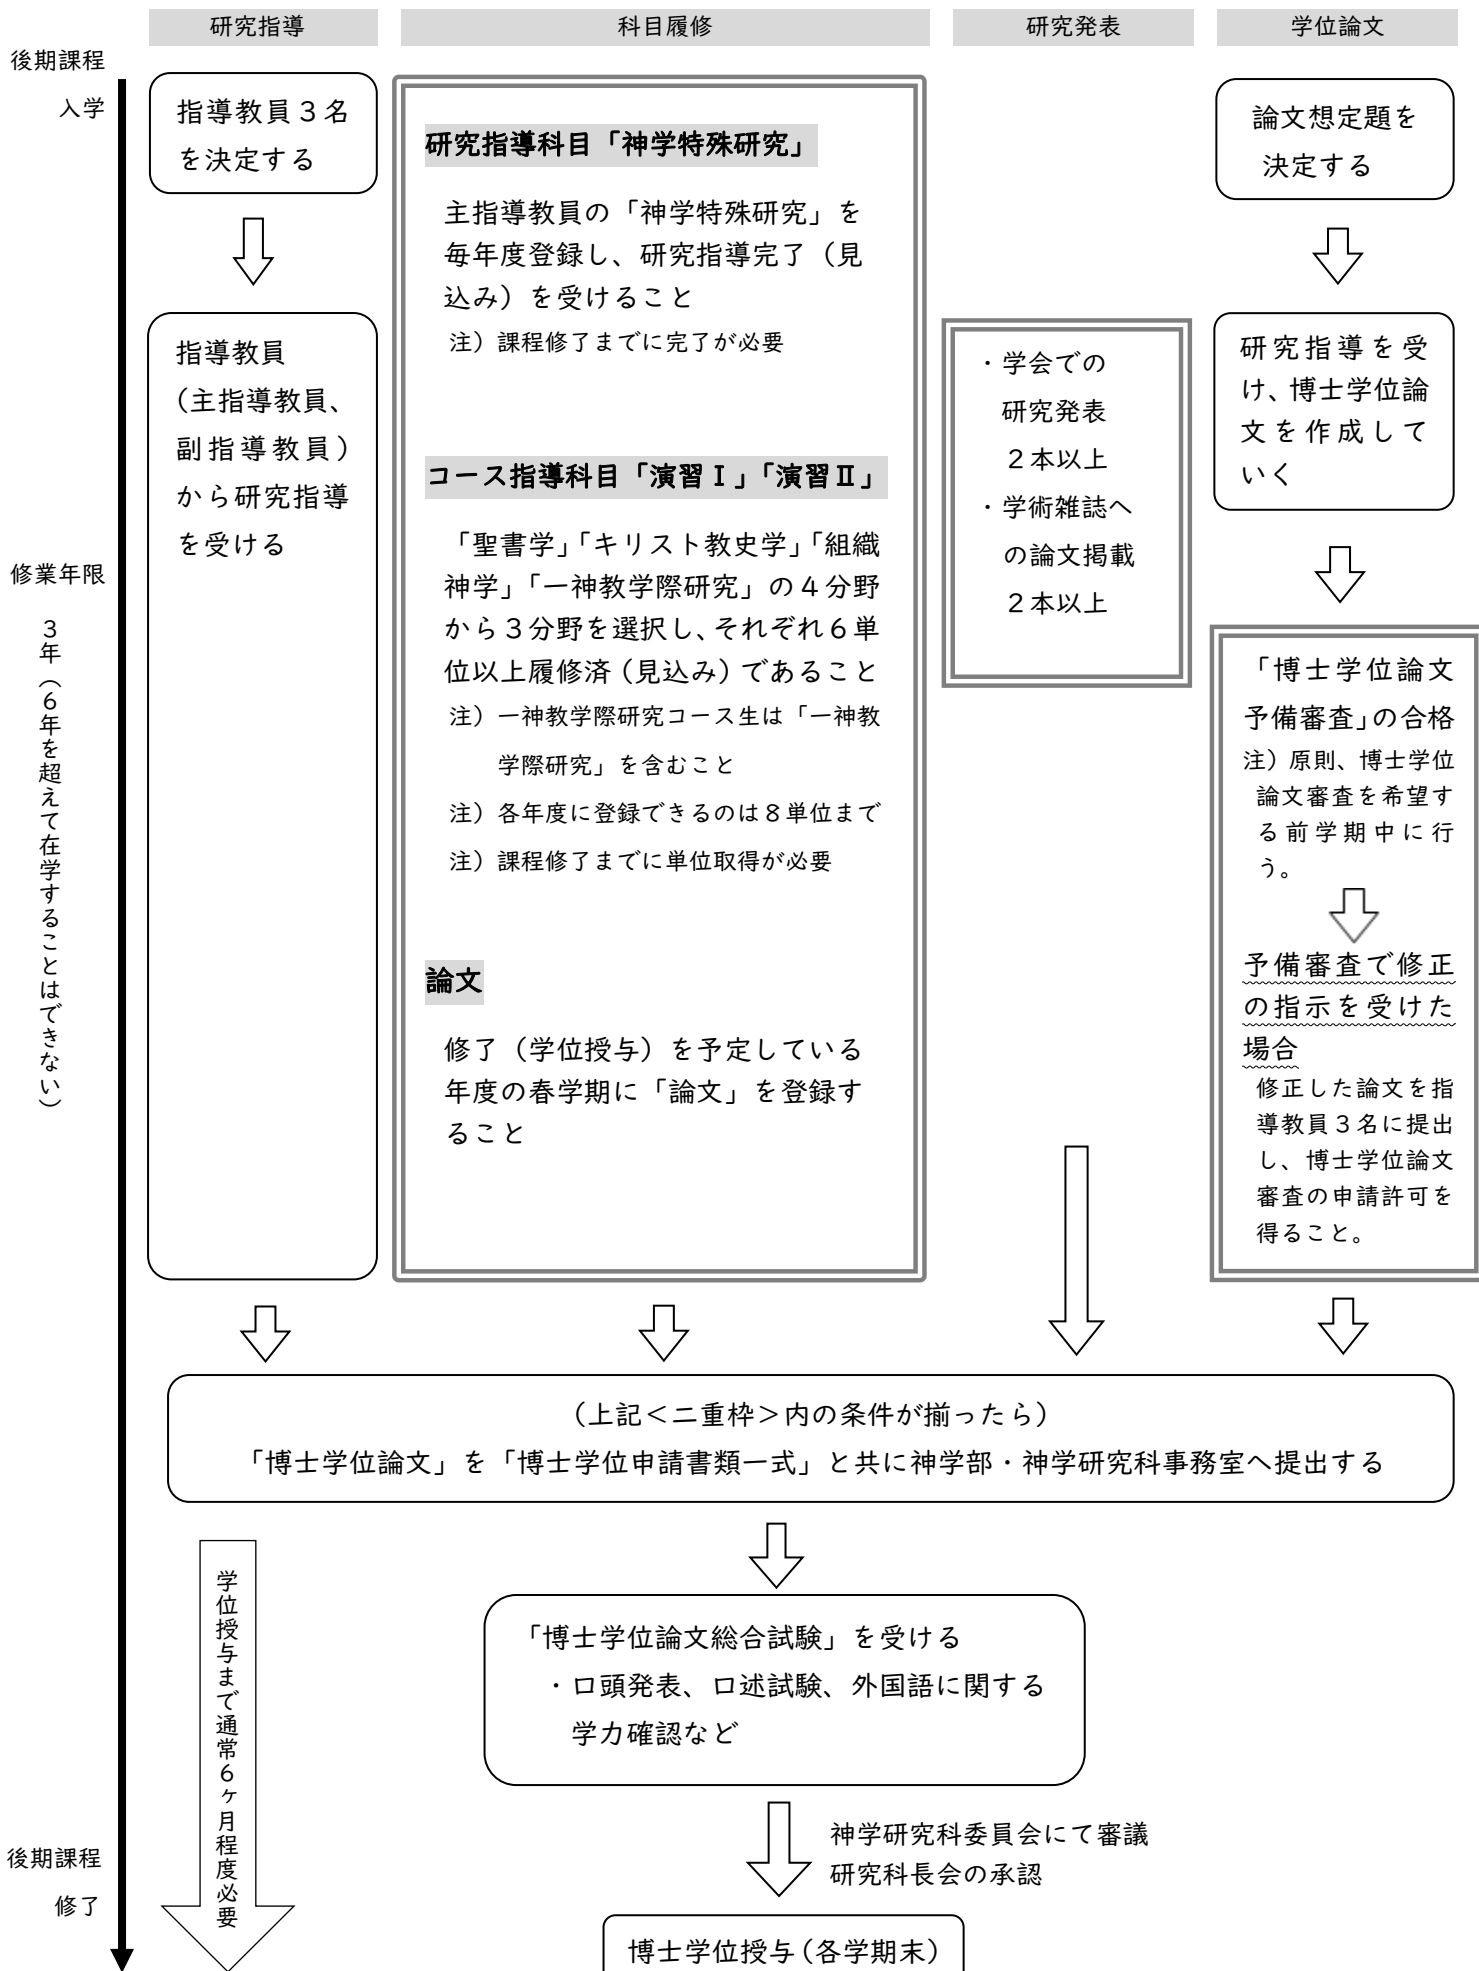 研究指導
科目履修
研究発表
学位論文
後期課程
入学
修業年限
3年（6年を超えて在学することはできない）
後期課程
修了
指導教員３名
を決定する
指導教員
（主指導教員、
副指導教員）
から研究指導
を受ける
研究指導科目「神学特殊研究」
主指導教員の「神学特殊研究」を
毎年度登録し、研究指導完了（見
込み）を受けること
注）課程修了までに完了が必要
コース指導科目「演習Ⅰ」「演習Ⅱ」
「聖書学」「キリスト教史学」「組織
神学」「一神教学際研究」の４分野
から３分野を選択し、それぞれ６単
位以上履修済（見込み）であること
注）一神教学際研究コース生は「一神教
学際研究」を含むこと
注）各年度に登録できるのは８単位まで
注）課程修了までに単位取得が必要
論文
修了（学位授与）を予定している
年度の春学期に「論文」を登録す
ること
・学会での
研究発表
２本以上
・学術雑誌へ
の論文掲載
２本以上
論文想定題を
決定する
研究指導を受
け、博士学位論
文を作成して
いく
「博士学位論文
予備審査」の合格
注）原則、博士学位
論文審査を希望す
る前学期中に行
う。
予備審査で修正
の指示を受けた
場合
修正した論文を指
導教員３名に提出
し、博士学位論文
審査の申請許可を
得ること。
（上記＜二重枠＞内の条件が揃ったら）
「博士学位論文」を「博士学位申請書類一式」と共に神学部・神学研究科事務室へ提出する
学位授与まで通常6ヶ月程度必要
「博士学位論文総合試験」を受ける
・口頭発表、口述試験、外国語に関する
学力確認など
神学研究科委員会にて審議
研究科長会の承認
博士学位授与（各学期末）